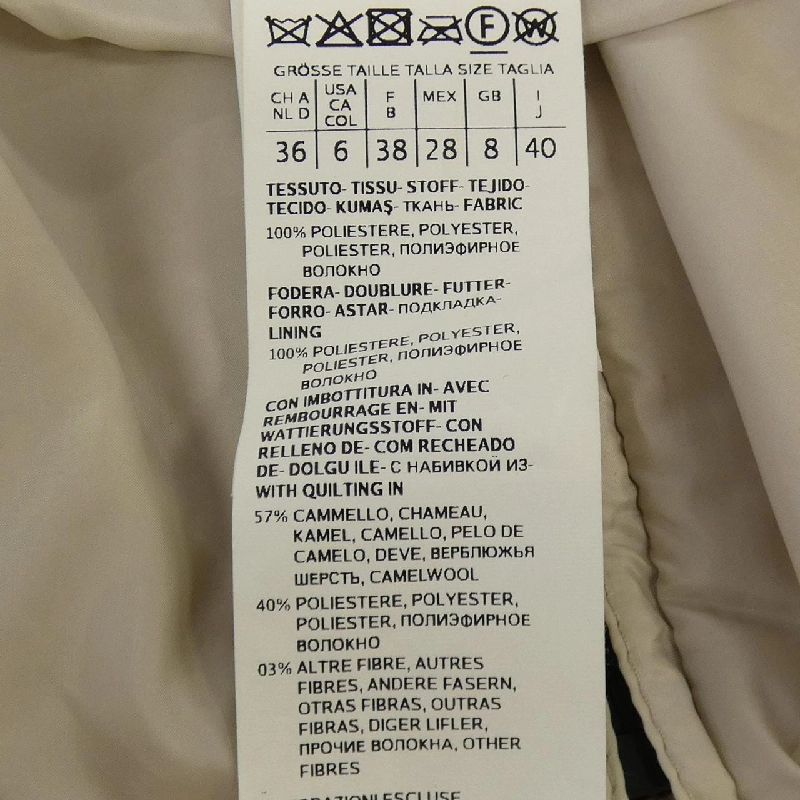 F W
GRÖSSE TAILLE TALLA SIZE TAGLIA
CH A NL D USA CA COL F B MEX GB I J
36 6 38 28 8 40
TESSUTO- TISSU- STOFF- TEJIDO-
TECIDO- KUMAŞ- ТКАНЬ- FABRIC
100% POLIESTERE, POLYESTER,
POLIESTER, ПОЛИЭФИРНОЕ
ВОЛОКНО
FODERA- DOUBLURE- FUTTER-
FORRO- ASTAR- ПОДКЛАДКА-
LINING
100% POLIESTERE, POLYESTER,
POLIESTER, ПОЛИЭФИРНОЕ
ВОЛОКНО
CON IMBOTTITURA IN- AVEC
REMBOURRAGE EN- MIT
WATTIERUNGSSTOFF- CON
RELLENO DE- COM RECHEADO
DE- DOLGU ILE- С НАБИВКОЙ ИЗ-
WITH QUILTING IN
57% CAMMELLO, CHAMEAU,
KAMEL, CAMELLO, PELO DE
CAMELO, DEVE, ВЕРБЛЮЖЬЯ
ШЕРСТЬ, CAMELWOOL
40% POLIESTERE, POLYESTER,
POLIESTER, ПОЛИЭФИРНОЕ
ВОЛОКНО
03% ALTRE FIBRE, AUTRES
FIBRES, ANDERE FASERN,
OTRAS FIBRAS, OUTRAS
FIBRAS, DIGER LIFLER,
ПРОЧИЕ ВОЛОКНА, OTHER
FIBRES